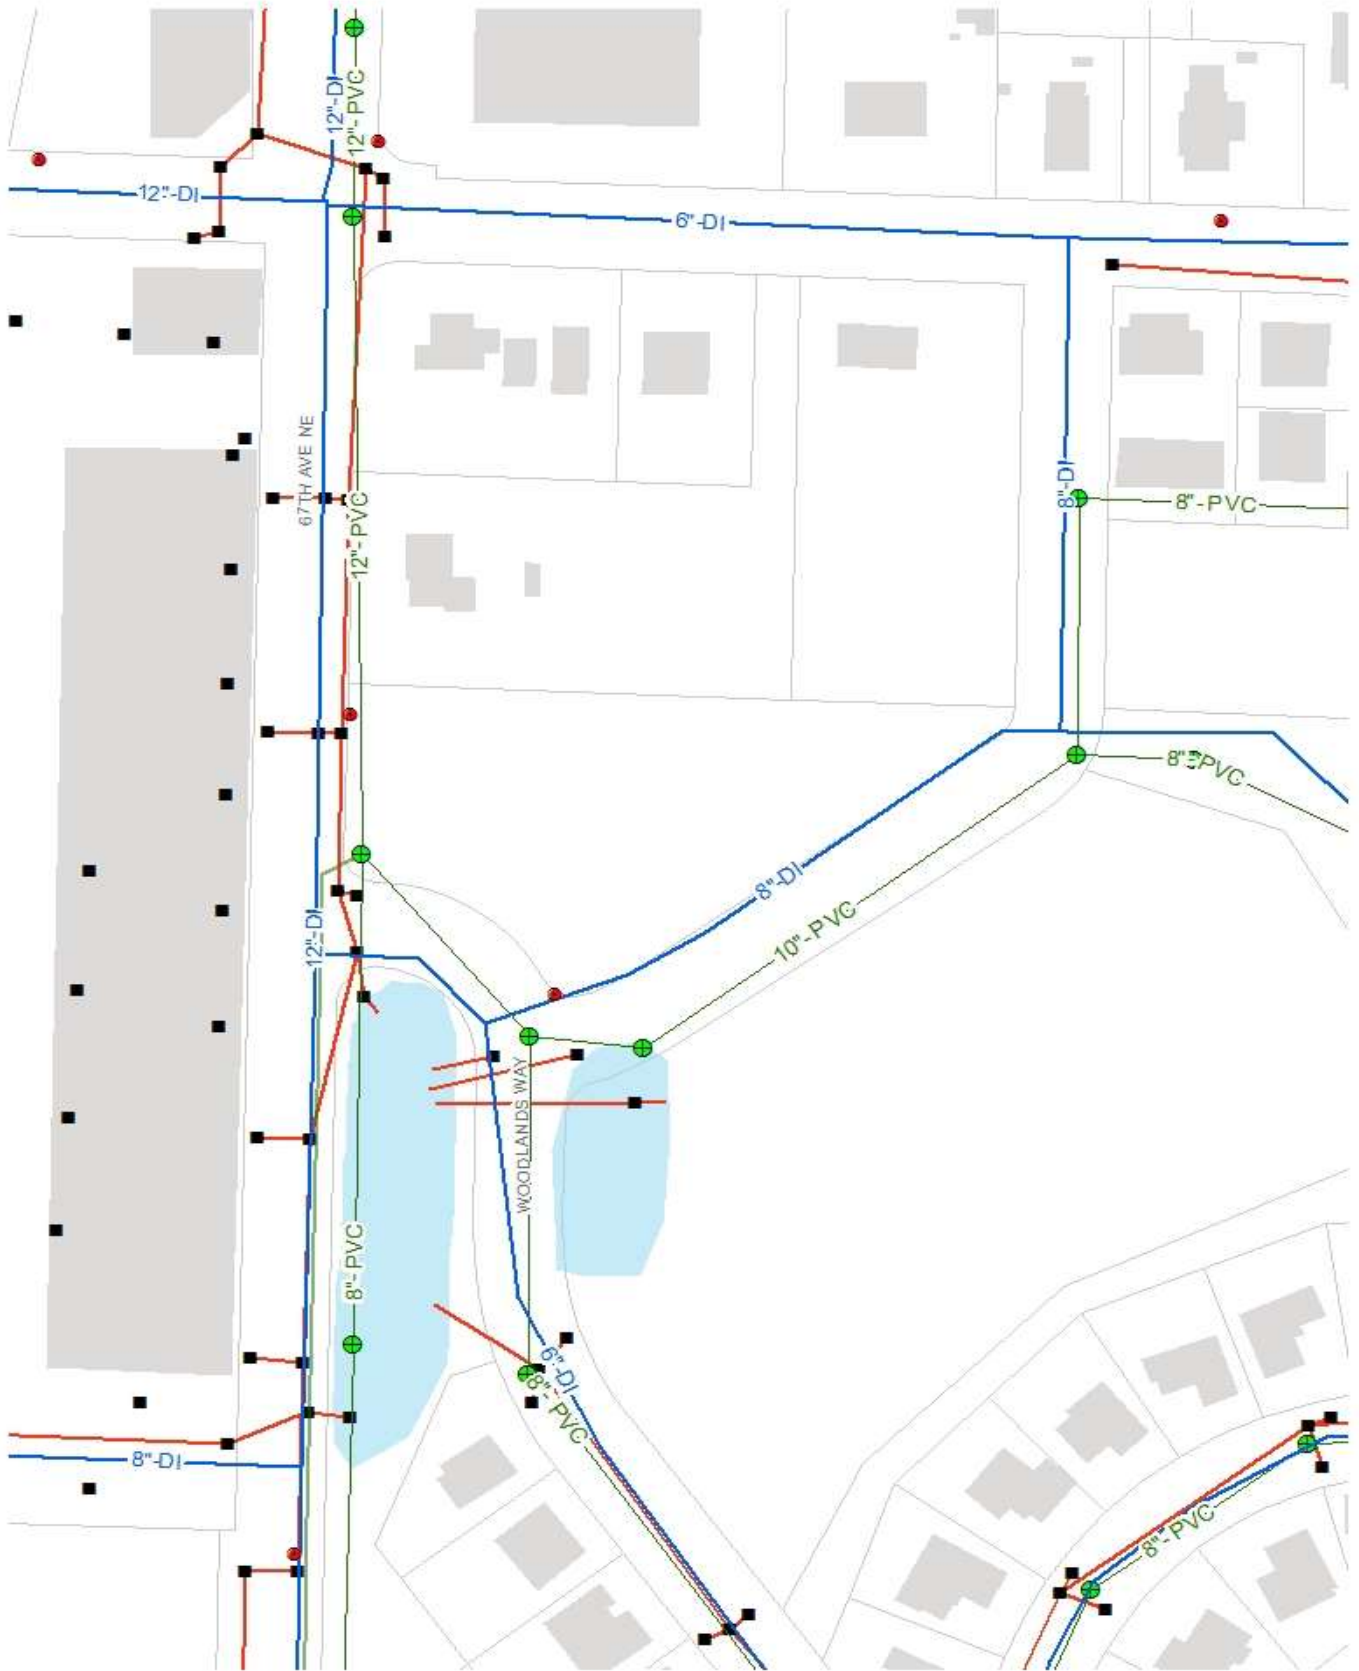 12"-DI
12"- PVC
12"-DI
6"-DI
67TH AVE NE
8"-DI
8"- PVC
12"- PVC
8"- PVC
8"-DI
10"- PVC
12"-DI
WOODLANDS WAY
8"- PVC
6"-DI
8"- PVC
8"-DI
8"- PVC